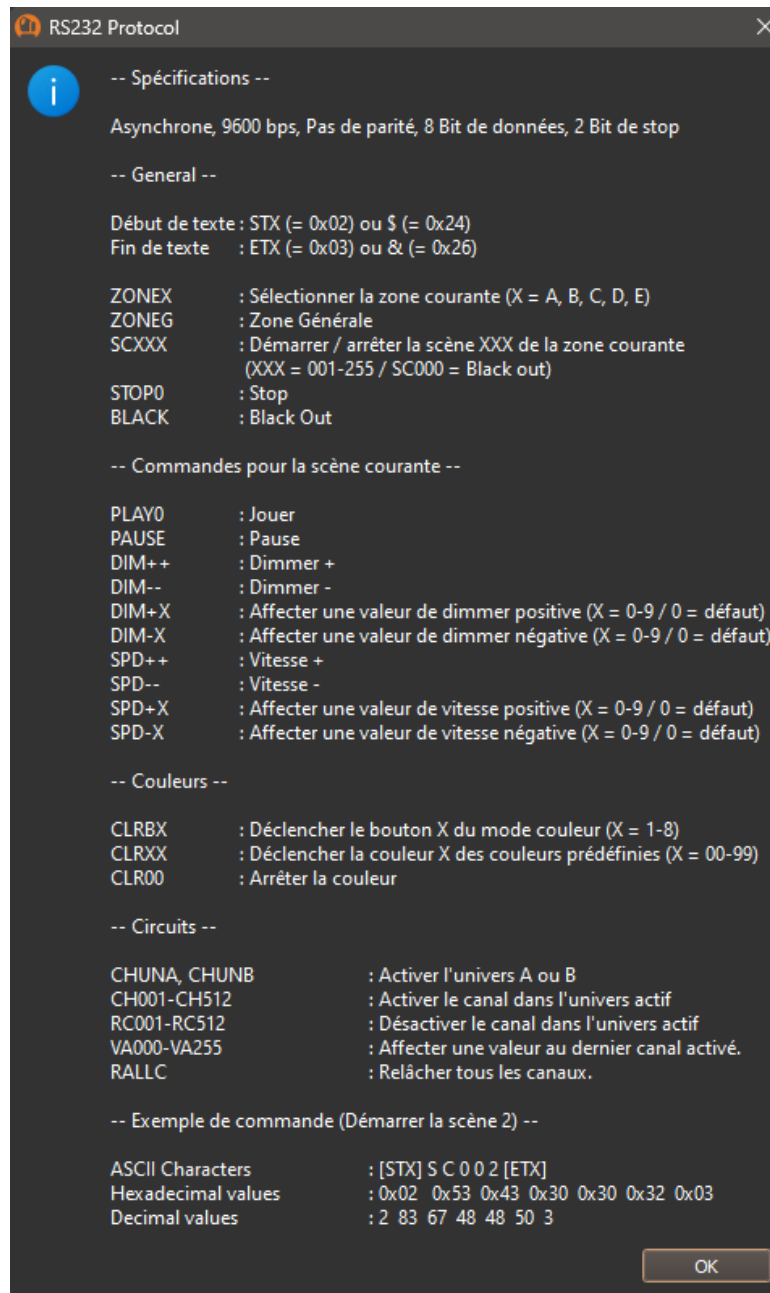 RS232 Protocol
-- Spécifications --
Asynchrone, 9600 bps, Pas de parité, 8 Bit de données, 2 Bit de stop
-- General --
Début de texte : STX (= 0x02) ou $ (= 0x24)
Fin de texte : ETX (= 0x03) ou & (= 0x26)
ZONEX : Sélectionner la zone courante (X = A, B, C, D, E)
ZONEG : Zone Générale
SCXXX : Démarrer / arrêter la scène XXX de la zone courante
(XXX = 001-255 / SC000 = Black out)
STOP0 : Stop
BLACK : Black Out
-- Commandes pour la scène courante --
PLAY0 : Jouer
PAUSE : Pause
DIM++ : Dimmer +
DIM-- : Dimmer -
DIM+X : Affecter une valeur de dimmer positive (X = 0-9 / 0 = défaut)
DIM-X : Affecter une valeur de dimmer négative (X = 0-9 / 0 = défaut)
SPD++ : Vitesse +
SPD-- : Vitesse -
SPD+X : Affecter une valeur de vitesse positive (X = 0-9 / 0 = défaut)
SPD-X : Affecter une valeur de vitesse négative (X = 0-9 / 0 = défaut)
-- Couleurs --
CLRBX : Déclencher le bouton X du mode couleur (X = 1-8)
CLRXX : Déclencher la couleur X des couleurs prédéfinies (X = 00-99)
CLR00 : Arrêter la couleur
-- Circuits --
CHUNA, CHUNB : Activer l'univers A ou B
CH001-CH512 : Activer le canal dans l'univers actif
RC001-RC512 : Désactiver le canal dans l'univers actif
VA000-VA255 : Affecter une valeur au dernier canal activé.
RALLC : Relâcher tous les canaux.
-- Exemple de commande (Démarrer la scène 2) --
ASCII Characters : [STX] S C 0 0 2 [ETX]
Hexadecimal values : 0x02 0x53 0x43 0x30 0x30 0x32 0x03
Decimal values : 2 83 67 48 48 50 3
OK